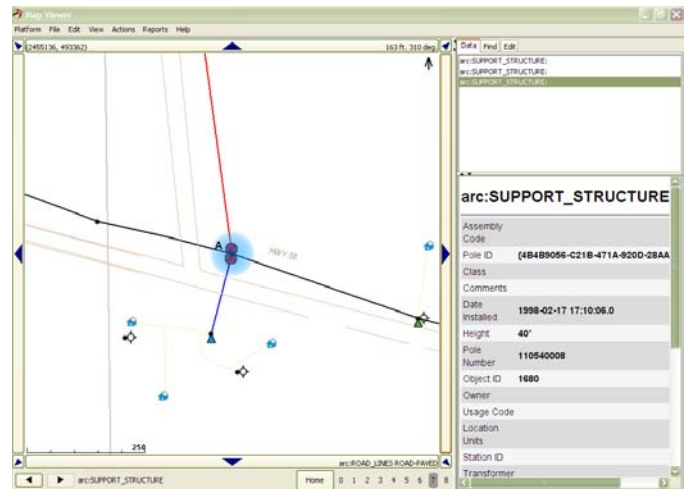 Map Viewer
Platform File Edit View Actions Reports Help
(2455136, 493362) 163 ft. 310 deg.
Data Find Edit
arc:SUPPORT_STRUCTURE:
arc:SUPPORT_STRUCTURE:
arc:SUPPORT_STRUCTURE:
A
HWY 38
250
arc:ROAD_LINES ROAD-PAVED
arc:SUPPORT_STRUCTURE Home 0 1 2 3 4 5 6 7 8
arc:SUPPORT_STRUCTURE
Assembly
Code
Pole ID {4B4B9056-C21B-471A-920D-28AA
Class
Comments
Date
Installed 1998-02-17 17:10:06.0
Height 40'
Pole
Number 110540008
Object ID 1680
Owner
Usage Code
Location
Units
Station ID
Transformer